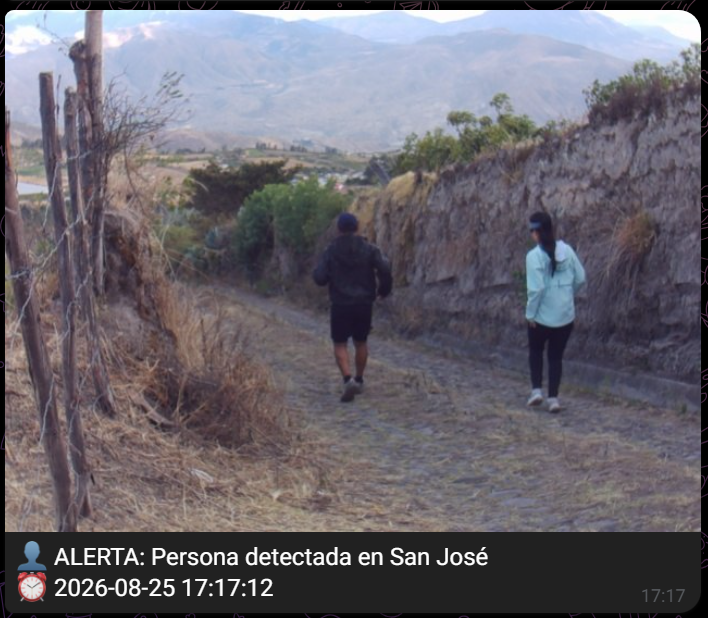 👤 ALERTA: Persona detectada en San José
⏰ 2026-08-25 17:17:12
17:17